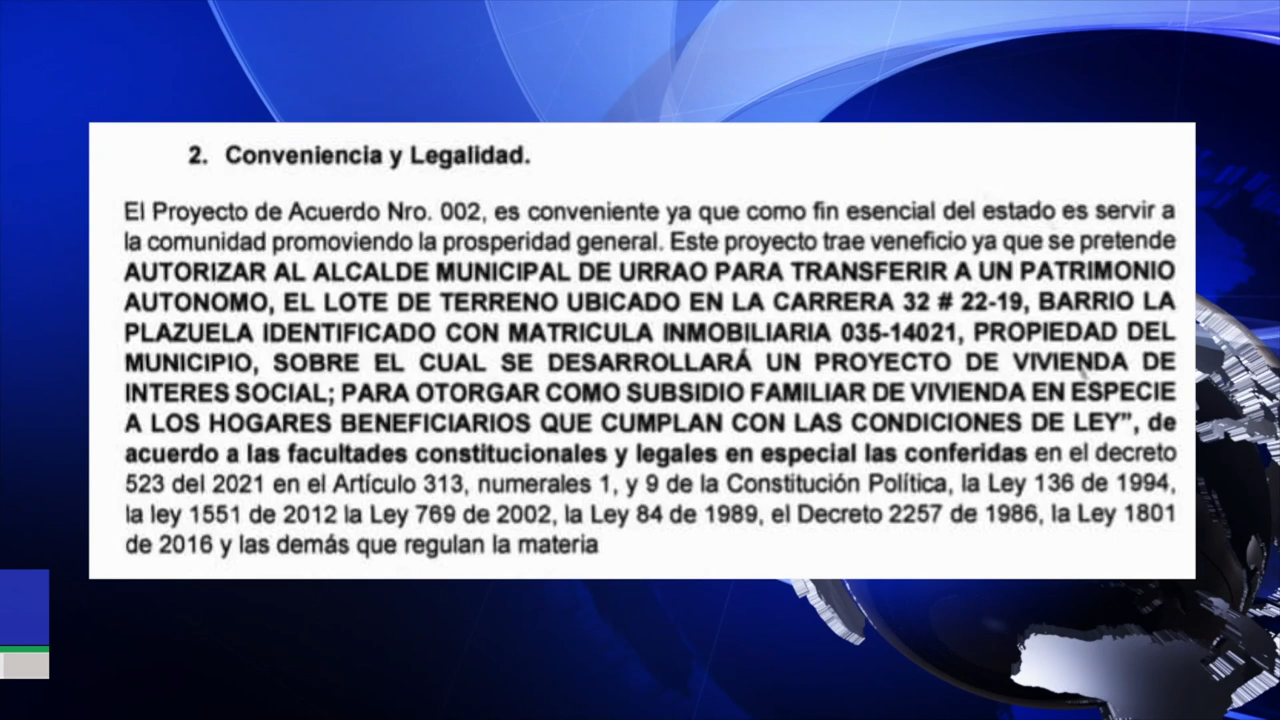 2. Conveniencia y Legalidad.
El Proyecto de Acuerdo Nro. 002, es conveniente ya que como fin esencial del estado es servir a
la comunidad promoviendo la prosperidad general. Este proyecto trae veneficio ya que se pretende
AUTORIZAR AL ALCALDE MUNICIPAL DE URRAO PARA TRANSFERIR A UN PATRIMONIO
AUTONOMO, EL LOTE DE TERRENO UBICADO EN LA CARRERA 32 # 22-19, BARRIO LA
PLAZUELA IDENTIFICADO CON MATRICULA INMOBILIARIA 035-14021, PROPIEDAD DEL
MUNICIPIO, SOBRE EL CUAL SE DESARROLLARÁ UN PROYECTO DE VIVIENDA DE
INTERES SOCIAL; PARA OTORGAR COMO SUBSIDIO FAMILIAR DE VIVIENDA EN ESPECIE
A LOS HOGARES BENEFICIARIOS QUE CUMPLAN CON LAS CONDICIONES DE LEY”, de
acuerdo a las facultades constitucionales y legales en especial las conferidas en el decreto
523 del 2021 en el Artículo 313, numerales 1, y 9 de la Constitución Política, la Ley 136 de 1994,
la ley 1551 de 2012 la Ley 769 de 2002, la Ley 84 de 1989, el Decreto 2257 de 1986, la Ley 1801
de 2016 y las demás que regulan la materia